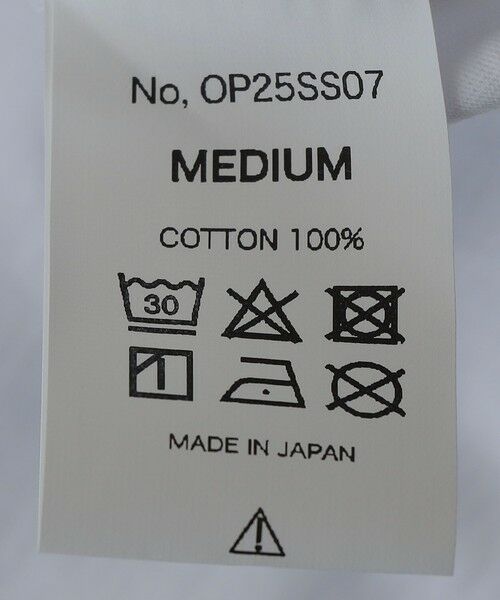 No, OP25SS07
MEDIUM
COTTON 100%
30
MADE IN JAPAN